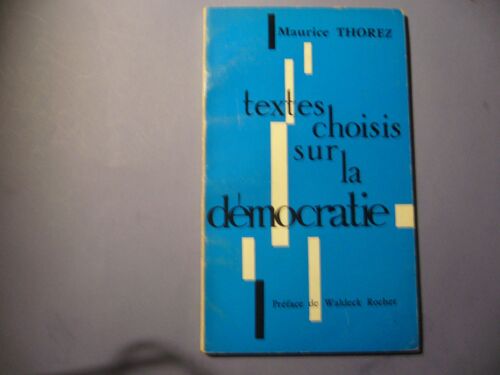 Maurice THOREZ
textes
choisis
sur
la
démocratie
Préface de Waldeck Rochet